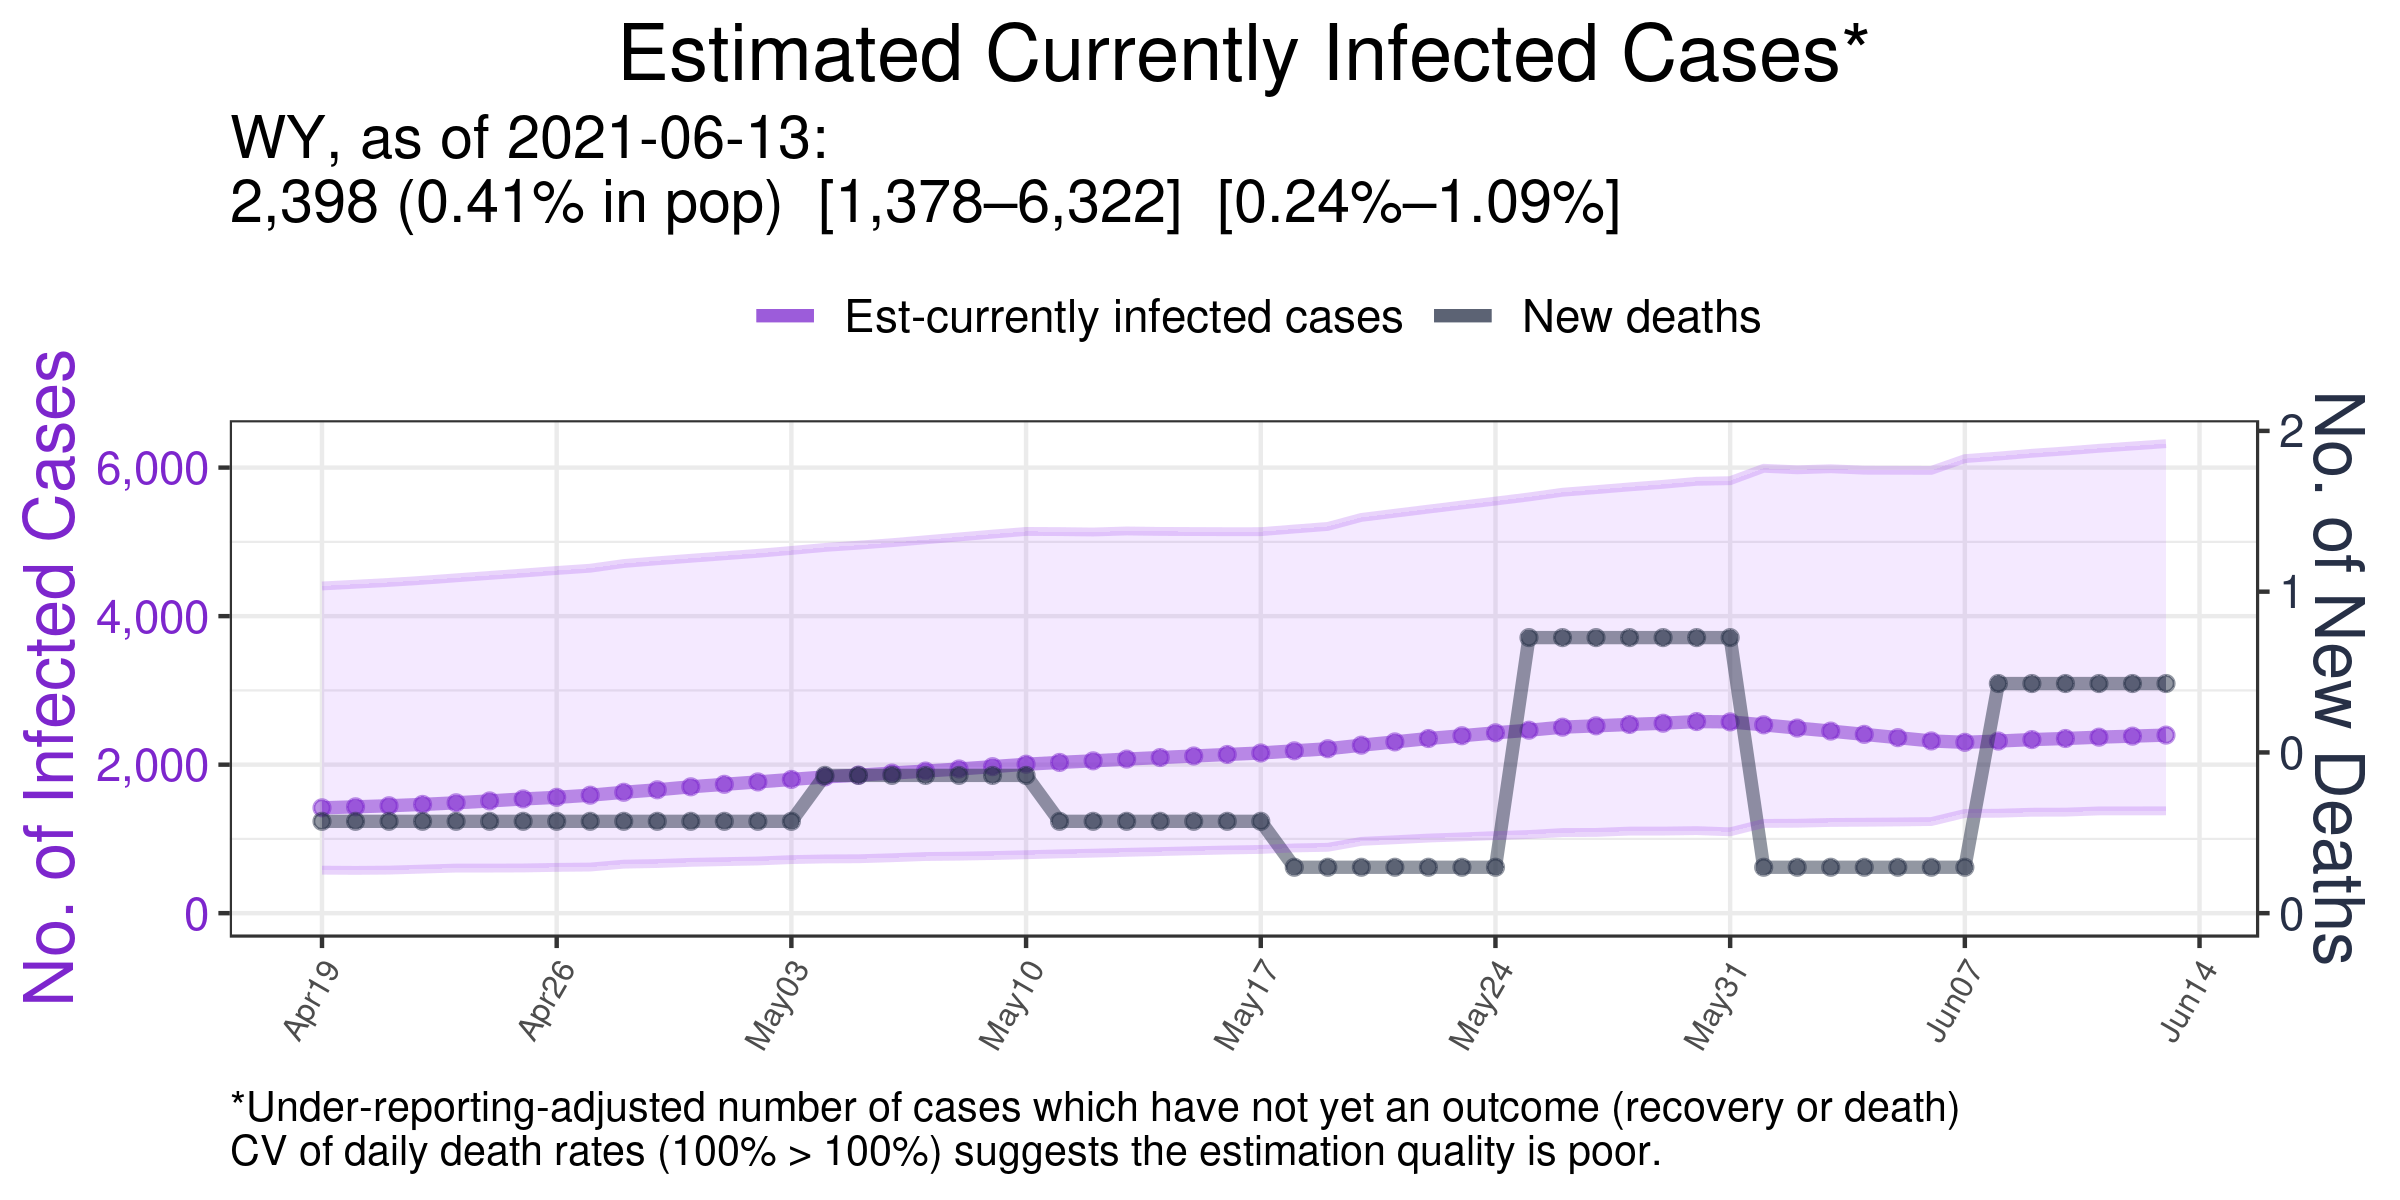 Estimated Currently Infected Cases*
WY, as of 2021-06-13:
2,398 (0.41% in pop) [1,378–6,322] [0.24%–1.09%]
Est-currently infected cases
New deaths
No. of Infected Cases
6,000
4,000
2,000
0
No. of New Deaths
2
1
0
0
Apr19
Apr26
May03
May10
May17
May24
May31
Jun07
Jun14
*Under-reporting-adjusted number of cases which have not yet an outcome (recovery or death)
CV of daily death rates (100% > 100%) suggests the estimation quality is poor.